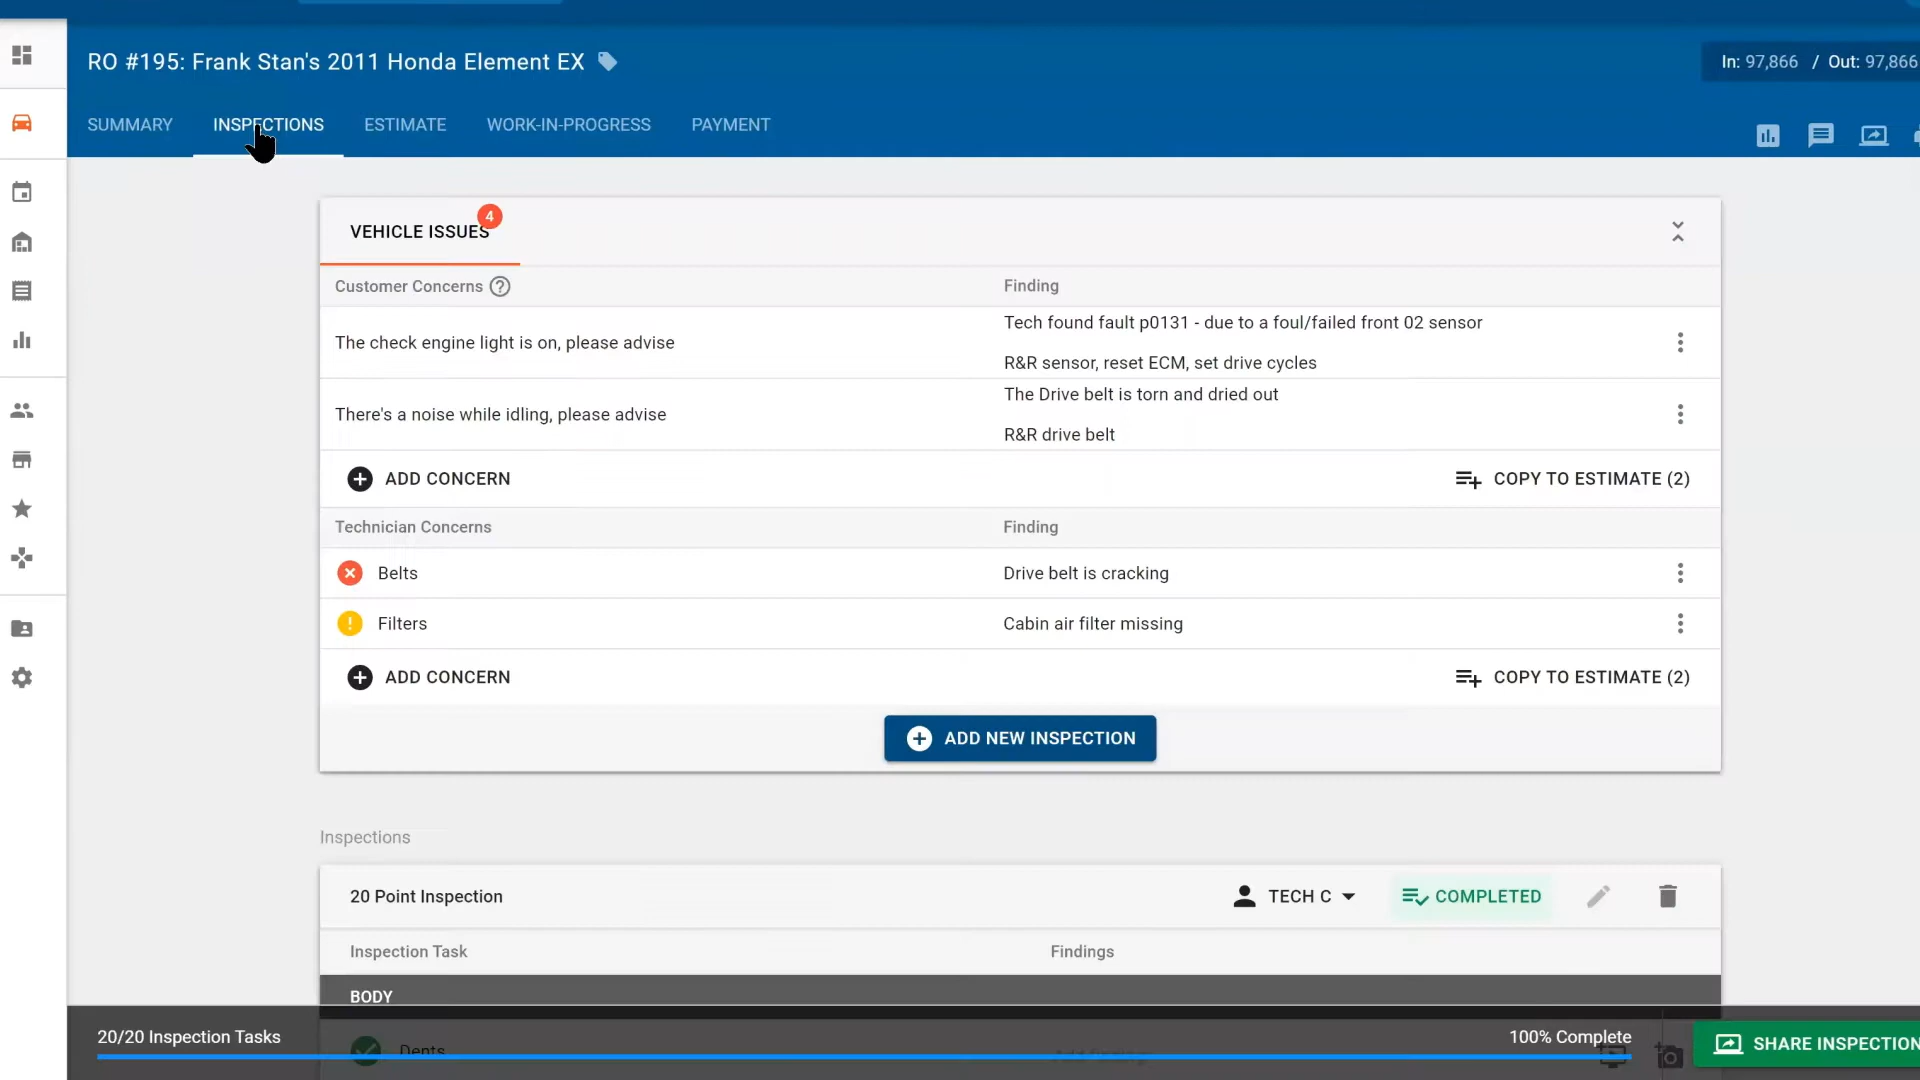 RO #195: Frank Stan's 2011 Honda Element EX
In: 97,866 / Out: 97,866
SUMMARY INSPECTIONS ESTIMATE WORK-IN-PROGRESS PAYMENT
VEHICLE ISSUES 4
Customer Concerns ? Finding
The check engine light is on, please advise
Tech found fault p0131 - due to a foul/failed front 02 sensor
R&R sensor, reset ECM, set drive cycles
There's a noise while idling, please advise
The Drive belt is torn and dried out
R&R drive belt
ADD CONCERN COPY TO ESTIMATE (2)
Technician Concerns Finding
Belts Drive belt is cracking
Filters Cabin air filter missing
ADD CONCERN COPY TO ESTIMATE (2)
ADD NEW INSPECTION
Inspections
20 Point Inspection TECH C COMPLETED
Inspection Task Findings
BODY
20/20 Inspection Tasks 100% Complete
SHARE INSPECTION
Dents Add findings